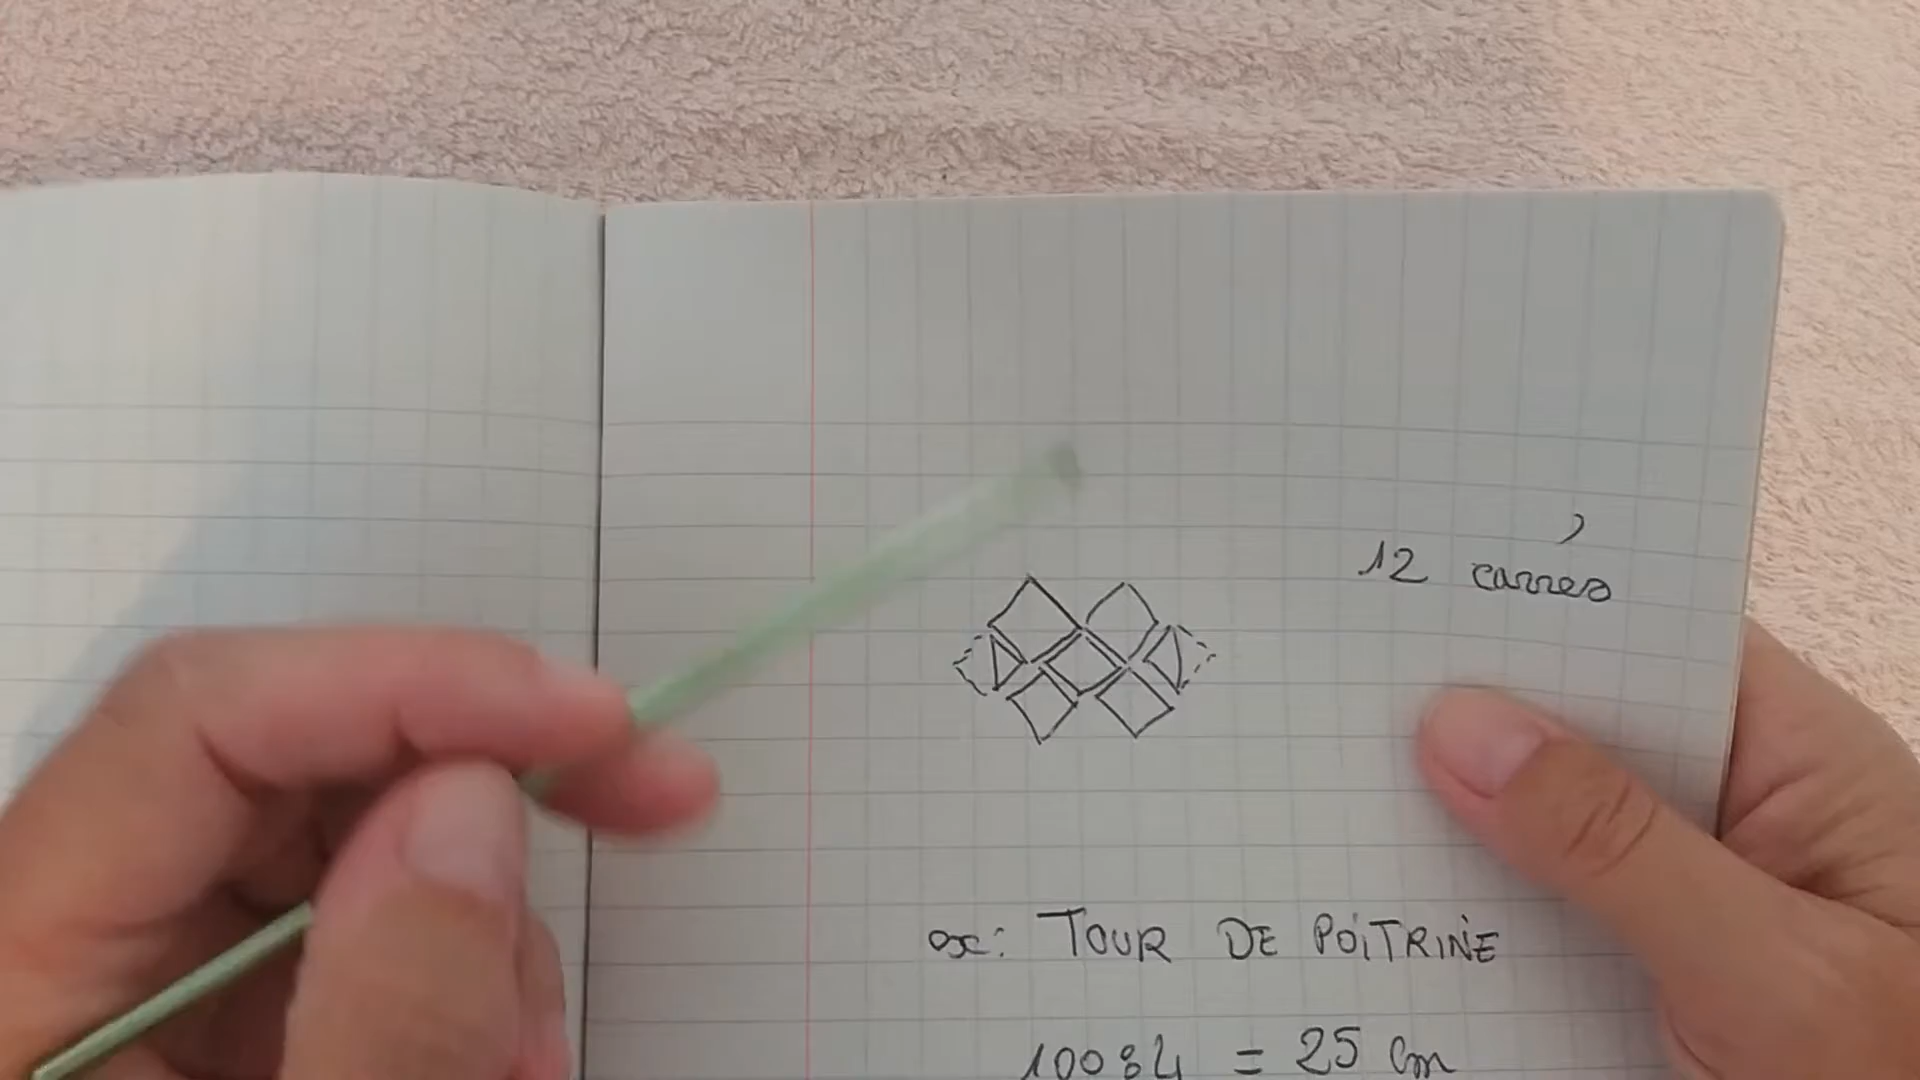 12 carrés
ex: TOUR DE POITRINE
100:4 = 25 cm